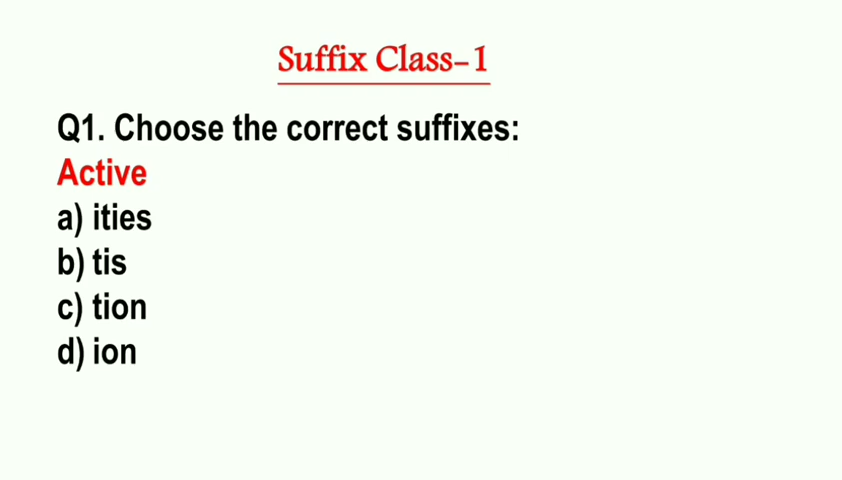 Suffix Class-1
Q1. Choose the correct suffixes:
Active
a) ities
b) tis
c) tion
d) ion